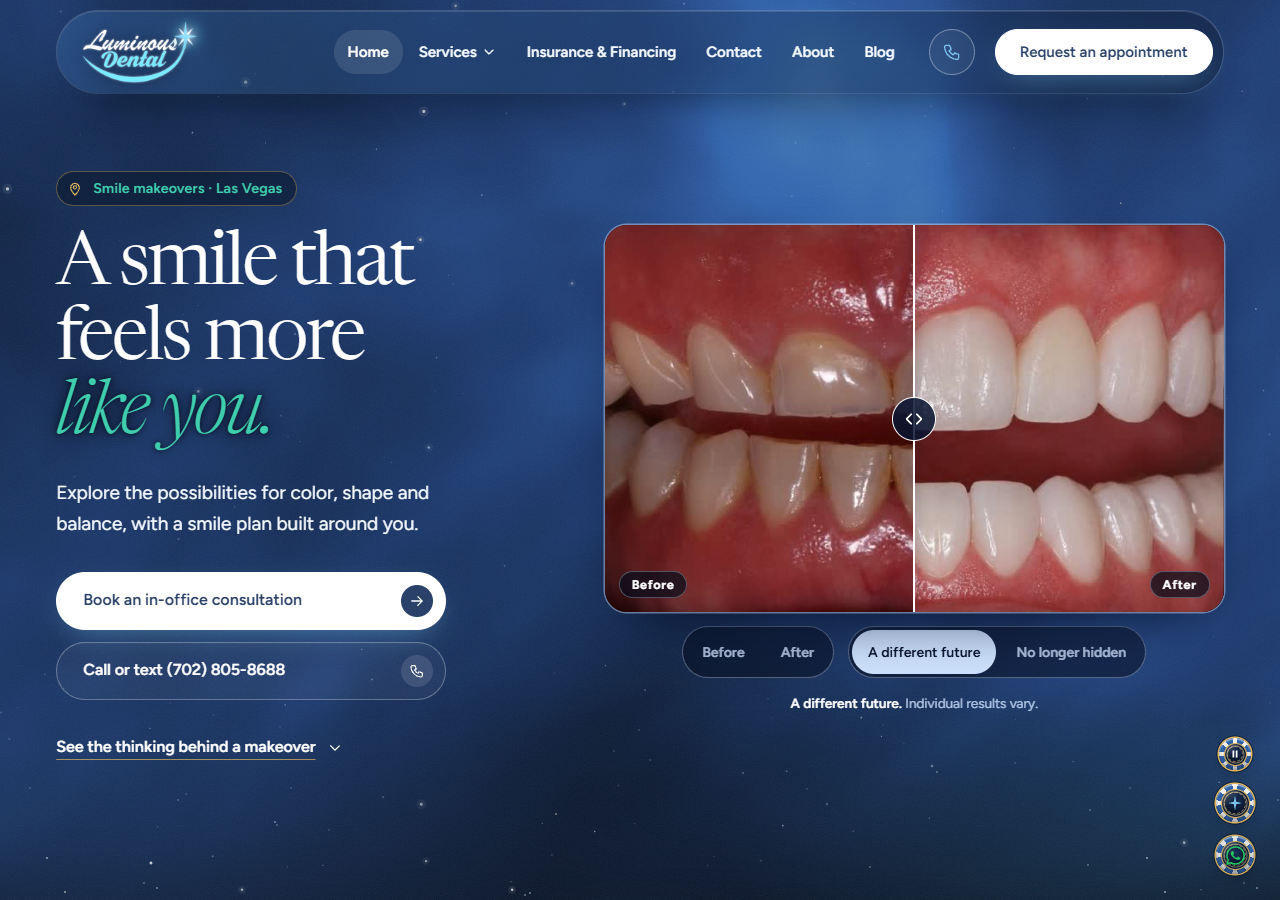 Luminous
Dental
Home
Services
Insurance & Financing
Contact
About
Blog
Request an appointment
Smile makeovers · Las Vegas
A smile that
feels more
like you.
Explore the possibilities for color, shape and
balance, with a smile plan built around you.
Book an in-office consultation
Call or text (702) 805-8688
See the thinking behind a makeover
Before
After
Before
After
A different future
No longer hidden
A different future. Individual results vary.